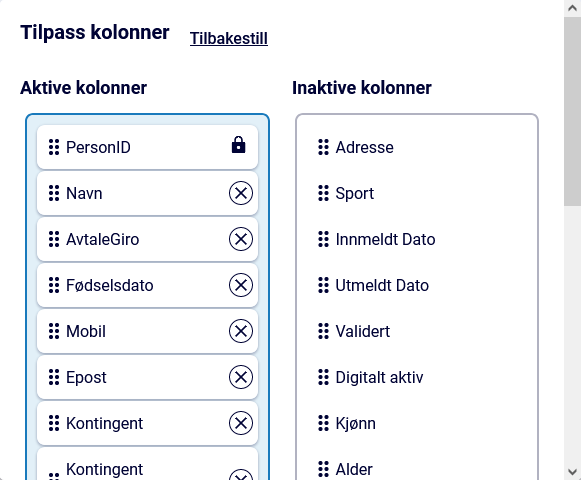 Tilpass kolonner
Tilbakestill
Aktive kolonner
PersonID
Navn
AvtaleGiro
Fødselsdato
Mobil
Epost
Kontingent
Kontingent
Inaktive kolonner
Adresse
Sport
Innmeldt Dato
Utmeldt Dato
Validert
Digitalt aktiv
Kjønn
Alder